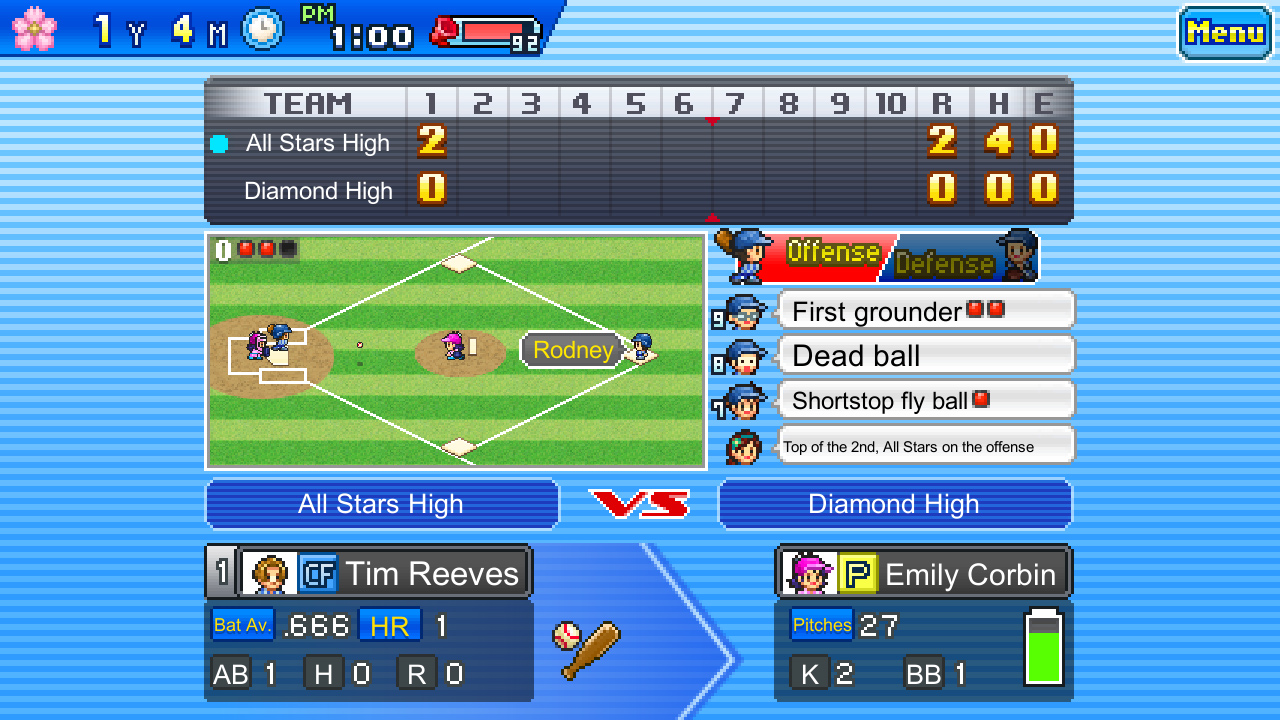 1 Y 4 M PM 1:00 92 Menu
TEAM 1 2 3 4 5 6 7 8 9 10 R H E
All Stars High 2 2 4 0
Diamond High 0 0 0 0
0
Rodney
Offense Defense
9 First grounder
8 Dead ball
7 Shortstop fly ball
Top of the 2nd, All Stars on the offense
All Stars High VS Diamond High
1 CF Tim Reeves
Bat Av. .666 HR 1
AB 1 H 0 R 0
P Emily Corbin
Pitches 27
K 2 BB 1